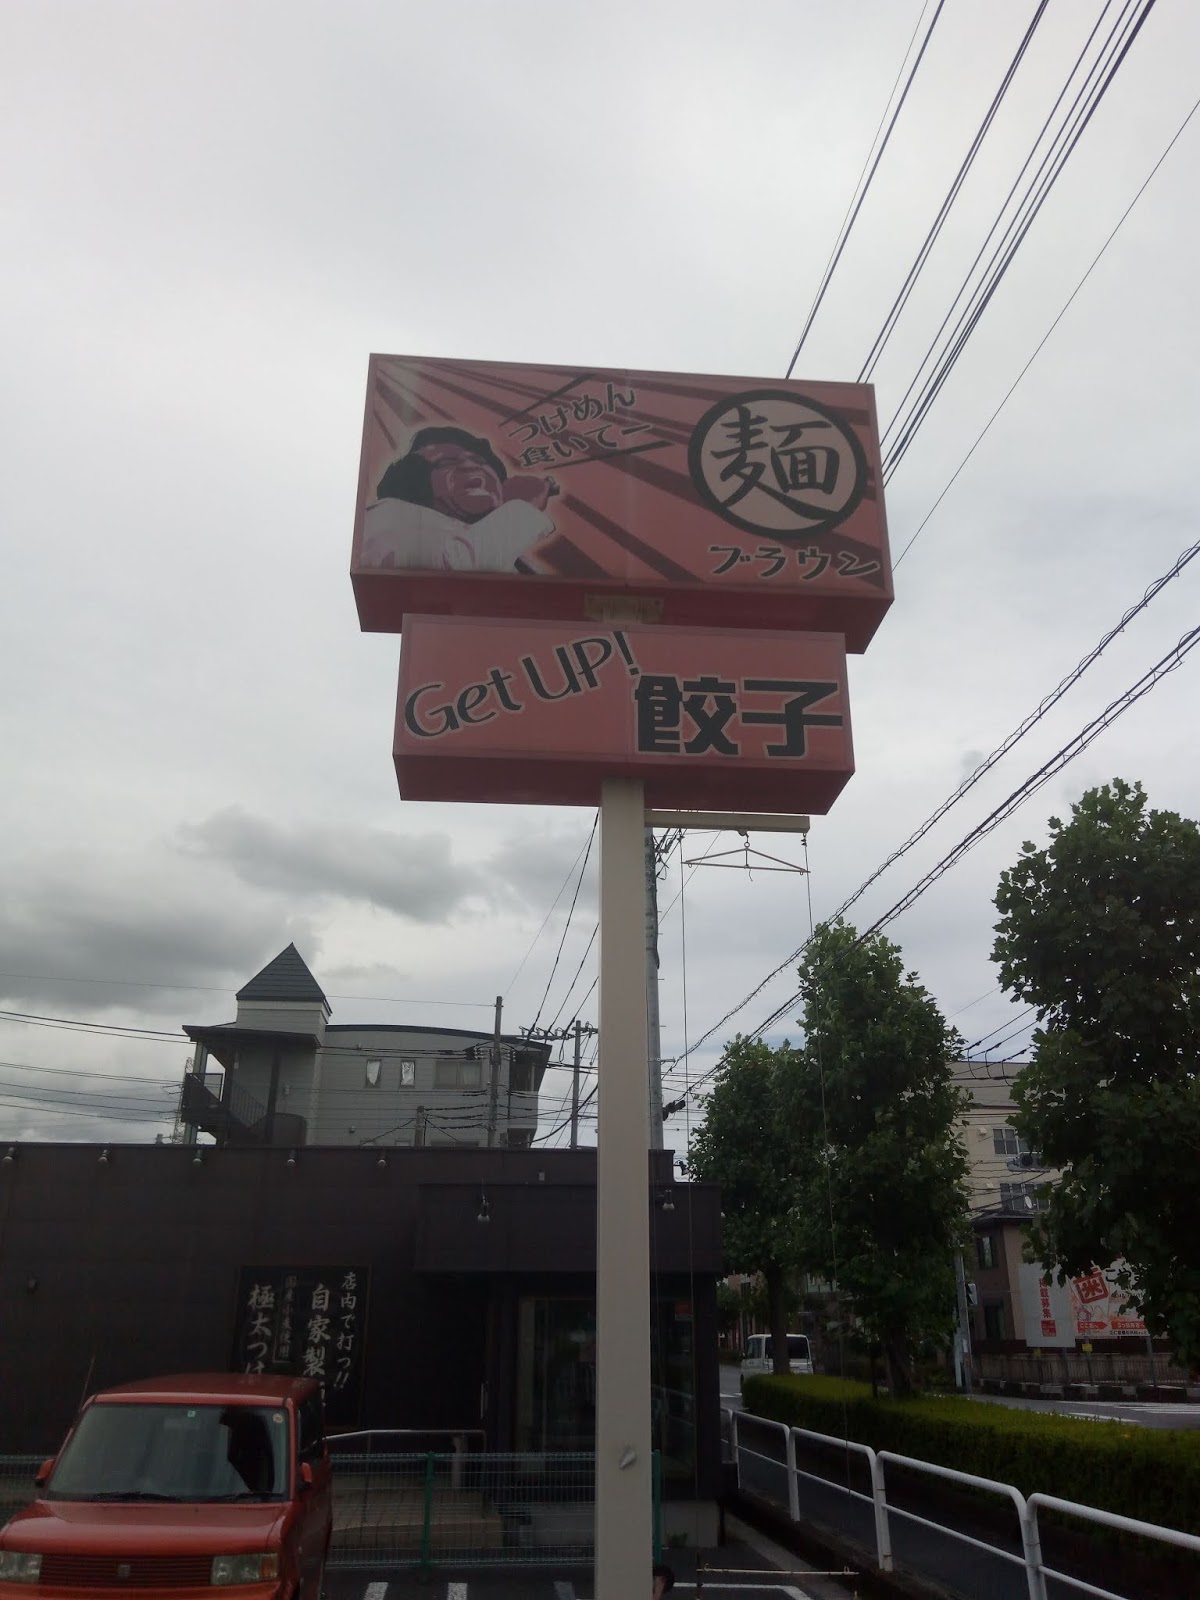 つけめん
食いてー
麺
ブラウン
Get UP!
餃子
店内で打つ!!
自家製
極太つけ